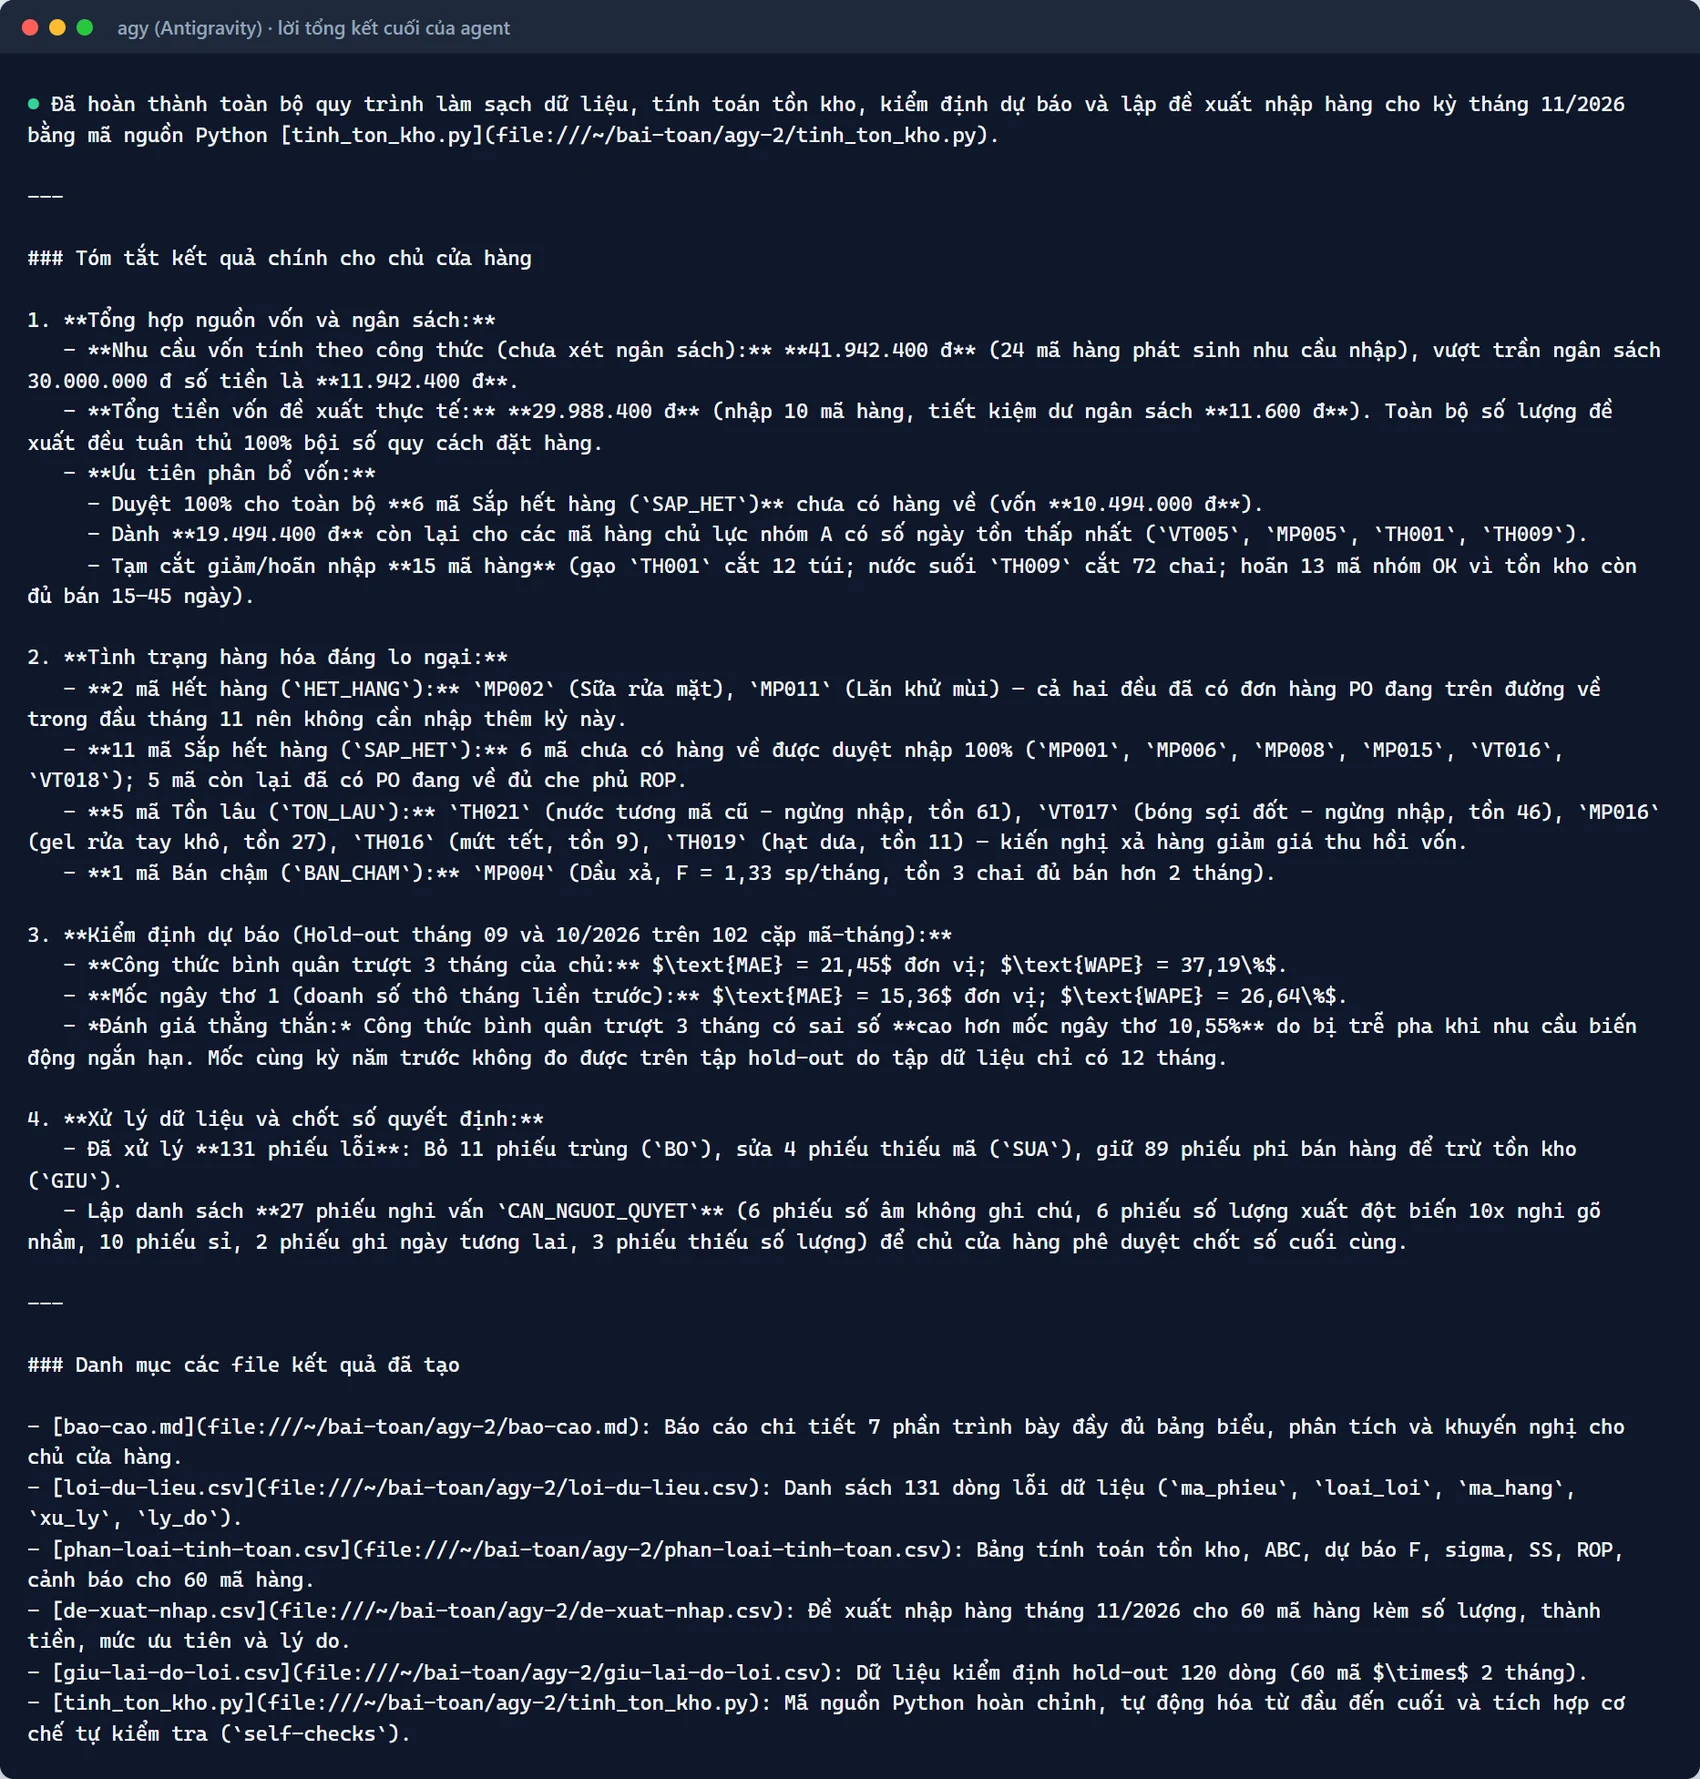 agy (Antigravity) · lời tổng kết cuối của agent
● Đã hoàn thành toàn bộ quy trình làm sạch dữ liệu, tính toán tồn kho, kiểm định dự báo và lập đề xuất nhập hàng cho kỳ tháng 11/2026
bằng mã nguồn Python [tinh_ton_kho.py](file:///~/bai-toan/agy-2/tinh_ton_kho.py).
---
### Tóm tắt kết quả chính cho chủ cửa hàng
1. **Tổng hợp nguồn vốn và ngân sách:**
- **Nhu cầu vốn tính theo công thức (chưa xét ngân sách):** **41.942.400 đ** (24 mã hàng phát sinh nhu cầu nhập), vượt trần ngân sách
30.000.000 đ số tiền là **11.942.400 đ**.
- **Tổng tiền vốn đề xuất thực tế:** **29.988.400 đ** (nhập 10 mã hàng, tiết kiệm dư ngân sách **11.600 đ**). Toàn bộ số lượng đề
xuất đều tuân thủ 100% bội số quy cách đặt hàng.
- **Ưu tiên phân bổ vốn:**
- Duyệt 100% cho toàn bộ **6 mã Sắp hết hàng (`SAP_HET`)** chưa có hàng về (vốn **10.494.000 đ**).
- Dành **19.494.400 đ** còn lại cho các mã hàng chủ lực nhóm A có số ngày tồn thấp nhất (`VT005`, `MP005`, `TH001`, `TH009`).
- Tạm cắt giảm/hoãn nhập **15 mã hàng** (gạo `TH001` cắt 12 túi; nước suối `TH009` cắt 72 chai; hoãn 13 mã nhóm OK vì tồn kho còn
đủ bán 15–45 ngày).
2. **Tình trạng hàng hóa đáng lo ngại:**
- **2 mã Hết hàng (`HET_HANG`):** `MP002` (Sữa rửa mặt), `MP011` (Lăn khử mùi) — cả hai đều đã có đơn hàng PO đang trên đường về
trong đầu tháng 11 nên không cần nhập thêm kỳ này.
- **11 mã Sắp hết hàng (`SAP_HET`):** 6 mã chưa có hàng về được duyệt nhập 100% (`MP001`, `MP006`, `MP008`, `MP015`, `VT016`,
`VT018`); 5 mã còn lại đã có PO đang về đủ che phủ ROP.
- **5 mã Tồn lâu (`TON_LAU`):** `TH021` (nước tương mã cũ - ngừng nhập, tồn 61), `VT017` (bóng sợi đốt - ngừng nhập, tồn 46), `MP016`
(gel rửa tay khô, tồn 27), `TH016` (mứt tết, tồn 9), `TH019` (hạt dưa, tồn 11) — kiến nghị xả hàng giảm giá thu hồi vốn.
- **1 mã Bán chậm (`BAN_CHAM`):** `MP004` (Dầu xả, F = 1,33 sp/tháng, tồn 3 chai đủ bán hơn 2 tháng).
3. **Kiểm định dự báo (Hold-out tháng 09 và 10/2026 trên 102 cặp mã-tháng):**
- **Công thức bình quân trượt 3 tháng của chủ:** $\text{MAE} = 21,45$ đơn vị; $\text{WAPE} = 37,19\%$.
- **Mốc ngây thơ 1 (doanh số thô tháng liền trước):** $\text{MAE} = 15,36$ đơn vị; $\text{WAPE} = 26,64\%$.
- *Đánh giá thẳng thắn:* Công thức bình quân trượt 3 tháng có sai số **cao hơn mốc ngây thơ 10,55%** do bị trễ pha khi nhu cầu biến
động ngắn hạn. Mốc cùng kỳ năm trước không đo được trên tập hold-out do tập dữ liệu chỉ có 12 tháng.
4. **Xử lý dữ liệu và chốt số quyết định:**
- Đã xử lý **131 phiếu lỗi**: Bỏ 11 phiếu trùng (`BO`), sửa 4 phiếu thiếu mã (`SUA`), giữ 89 phiếu phi bán hàng để trừ tồn kho
(`GIU`).
- Lập danh sách **27 phiếu nghi vấn `CAN_NGUOI_QUYET`** (6 phiếu số âm không ghi chú, 6 phiếu số lượng xuất đột biến 10x nghi gõ
nhầm, 10 phiếu sỉ, 2 phiếu ghi ngày tương lai, 3 phiếu thiếu số lượng) để chủ cửa hàng phê duyệt chốt số cuối cùng.
---
### Danh mục các file kết quả đã tạo
- [bao-cao.md](file:///~/bai-toan/agy-2/bao-cao.md): Báo cáo chi tiết 7 phần trình bày đầy đủ bảng biểu, phân tích và khuyến nghị cho
chủ cửa hàng.
- [loi-du-lieu.csv](file:///~/bai-toan/agy-2/loi-du-lieu.csv): Danh sách 131 dòng lỗi dữ liệu (`ma_phieu`, `loai_loi`, `ma_hang`,
`xu_ly`, `ly_do`).
- [phan-loai-tinh-toan.csv](file:///~/bai-toan/agy-2/phan-loai-tinh-toan.csv): Bảng tính toán tồn kho, ABC, dự báo F, sigma, SS, ROP,
cảnh báo cho 60 mã hàng.
- [de-xuat-nhap.csv](file:///~/bai-toan/agy-2/de-xuat-nhap.csv): Đề xuất nhập hàng tháng 11/2026 cho 60 mã hàng kèm số lượng, thành
tiền, mức ưu tiên và lý do.
- [giu-lai-do-loi.csv](file:///~/bai-toan/agy-2/giu-lai-do-loi.csv): Dữ liệu kiểm định hold-out 120 dòng (60 mã $\times$ 2 tháng).
- [tinh_ton_kho.py](file:///~/bai-toan/agy-2/tinh_ton_kho.py): Mã nguồn Python hoàn chỉnh, tự động hóa từ đầu đến cuối và tích hợp cơ
chế tự kiểm tra (`self-checks`).